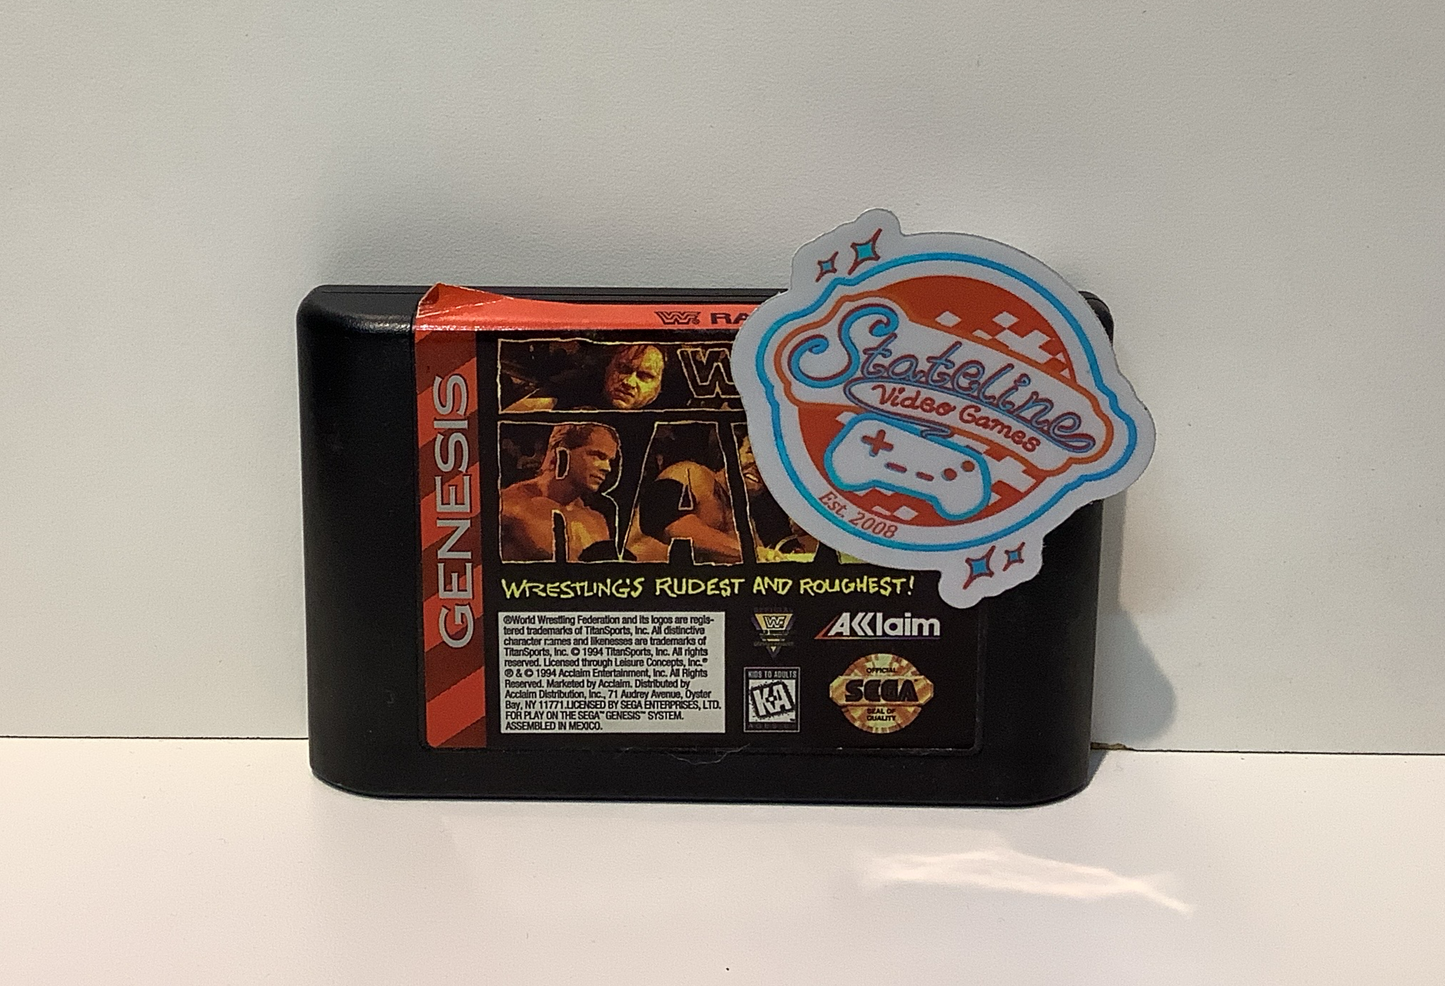 GENESIS
WF RA
W
RA
WRESTLING'S RUDEST AND ROUGHEST!
®World Wrestling Federation and its logos are regis-
tered trademarks of TitanSports, Inc. All distinctive
character names and likenesses are trademarks of
TitanSports, Inc. © 1994 TitanSports, Inc. All rights
reserved. Licensed through Leisure Concepts, Inc.®
® & © 1994 Acclaim Entertainment, Inc. All Rights
Reserved. Marketed by Acclaim. Distributed by
Acclaim Distribution, Inc., 71 Audrey Avenue, Oyster
Bay, NY 11771.LICENSED BY SEGA ENTERPRISES, LTD.
FOR PLAY ON THE SEGA™ GENESIS™ SYSTEM.
ASSEMBLED IN MEXICO.
AKlaim
KIDS TO ADULTS
K-A
OFFICIAL
SEGA
SEAL OF
QUALITY
Stateline
Video Games
Est. 2008